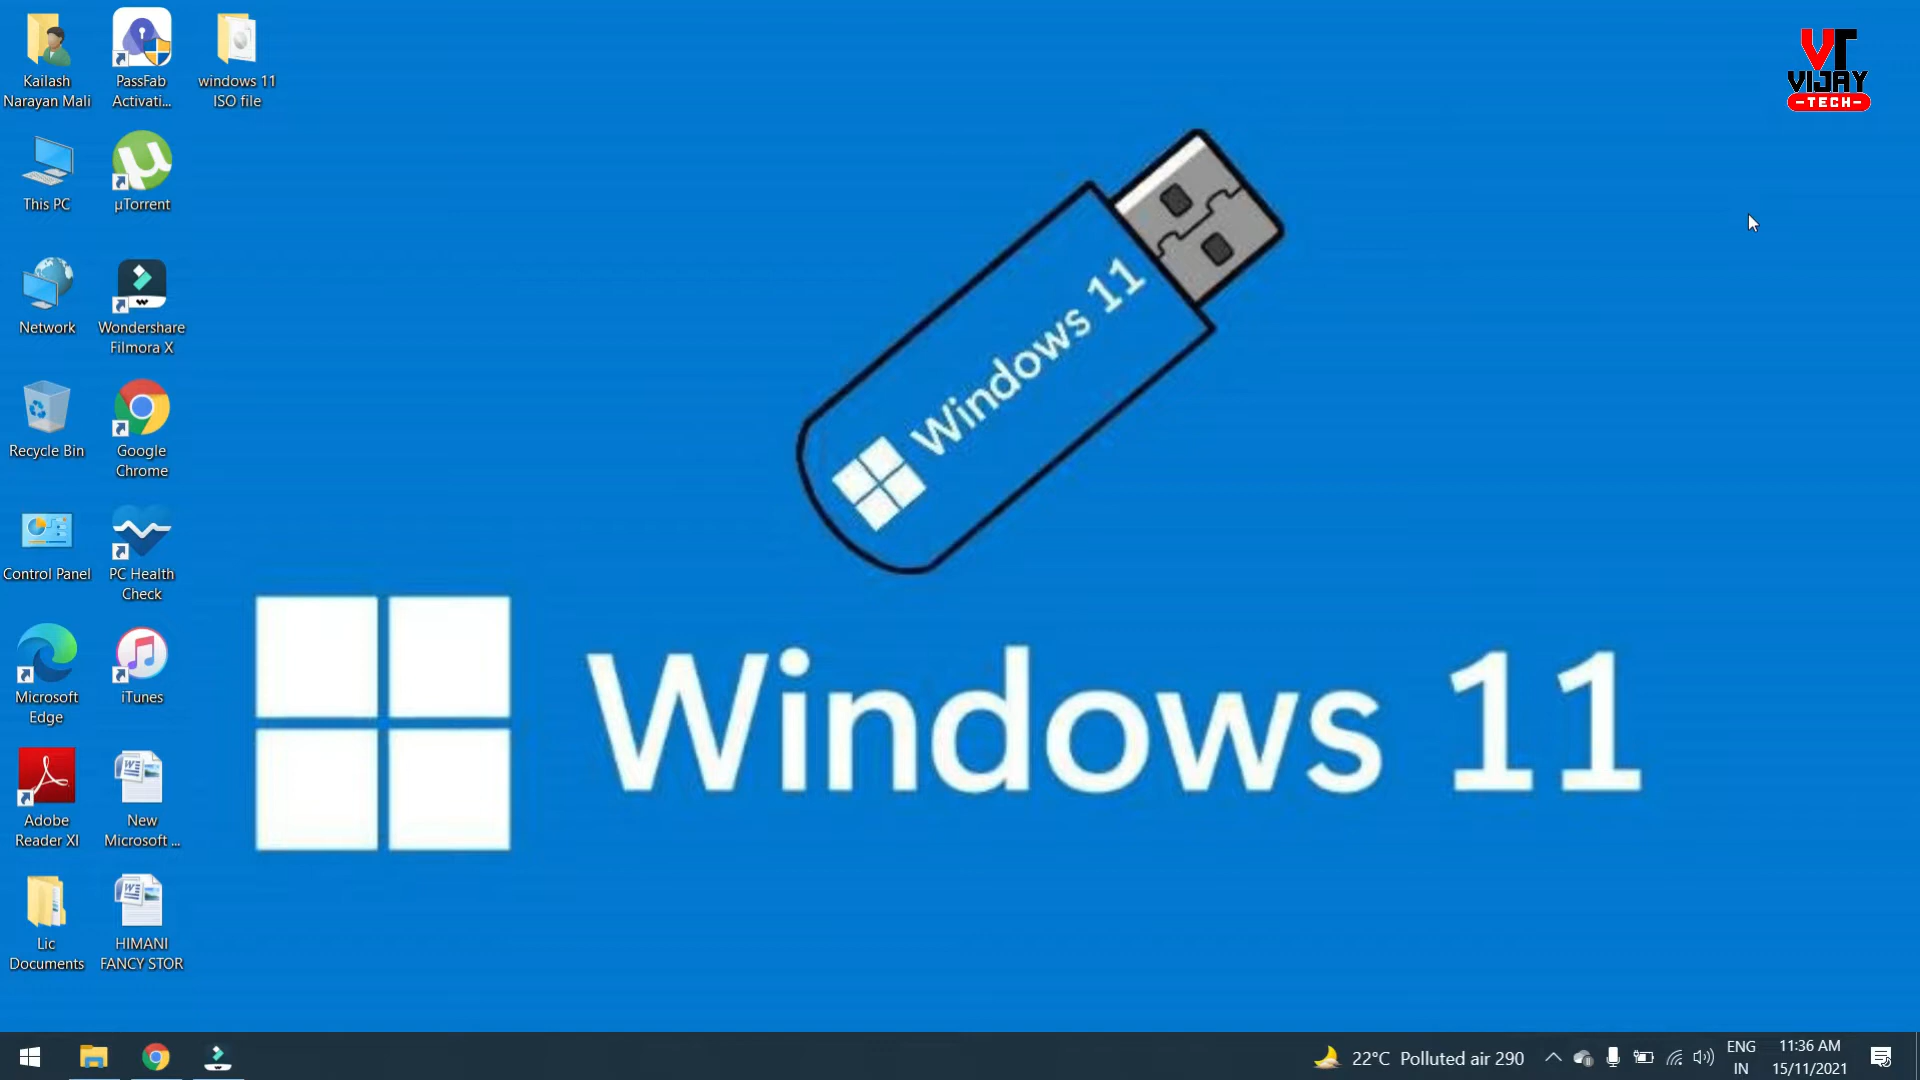 Kailash
Narayan Mali
PassFab
Activati...
windows 11
ISO file
VT
VIJAY
-TECH-
This PC
µTorrent
Network
Wondershare
Filmora X
Windows 11
Recycle Bin
Google
Chrome
Control Panel
PC Health
Check
Microsoft
Edge
iTunes
Windows 11
Adobe
Reader XI
New
Microsoft ...
Lic
Documents
HIMANI
FANCY STOR
22°C Polluted air 290
ENG
IN
11:36 AM
15/11/2021